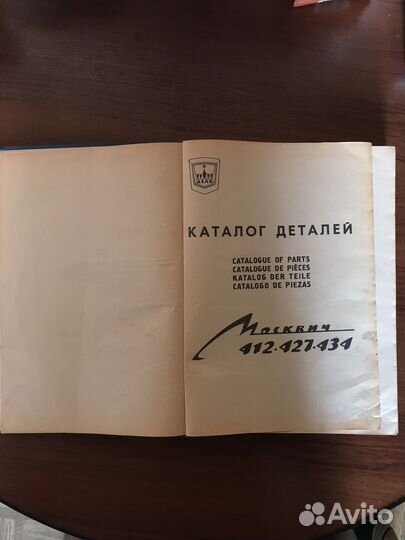 АЗЛК
КАТАЛОГ ДЕТАЛЕЙ
CATALOGUE OF PARTS
CATALOGUE DE PIÈCES
KATALOG DER TEILE
CATALOGO DE PIEZAS
Москвич
412·427·434
Avito